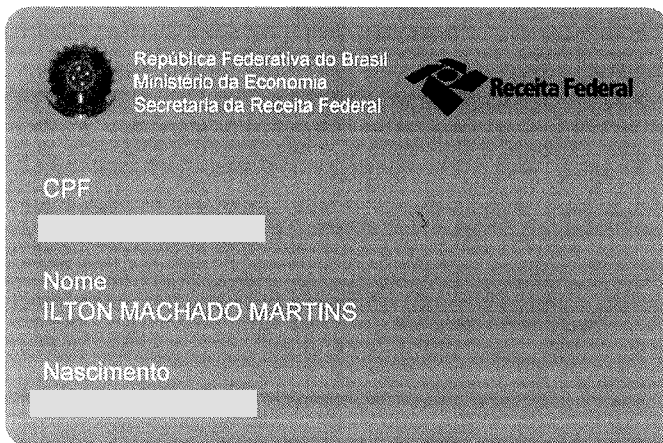 República Federativa do Brasil
Ministério da Economia
Secretaria da Receita Federal
Receita Federal
CPF
Nome
ILTON MACHADO MARTINS
Nascimento